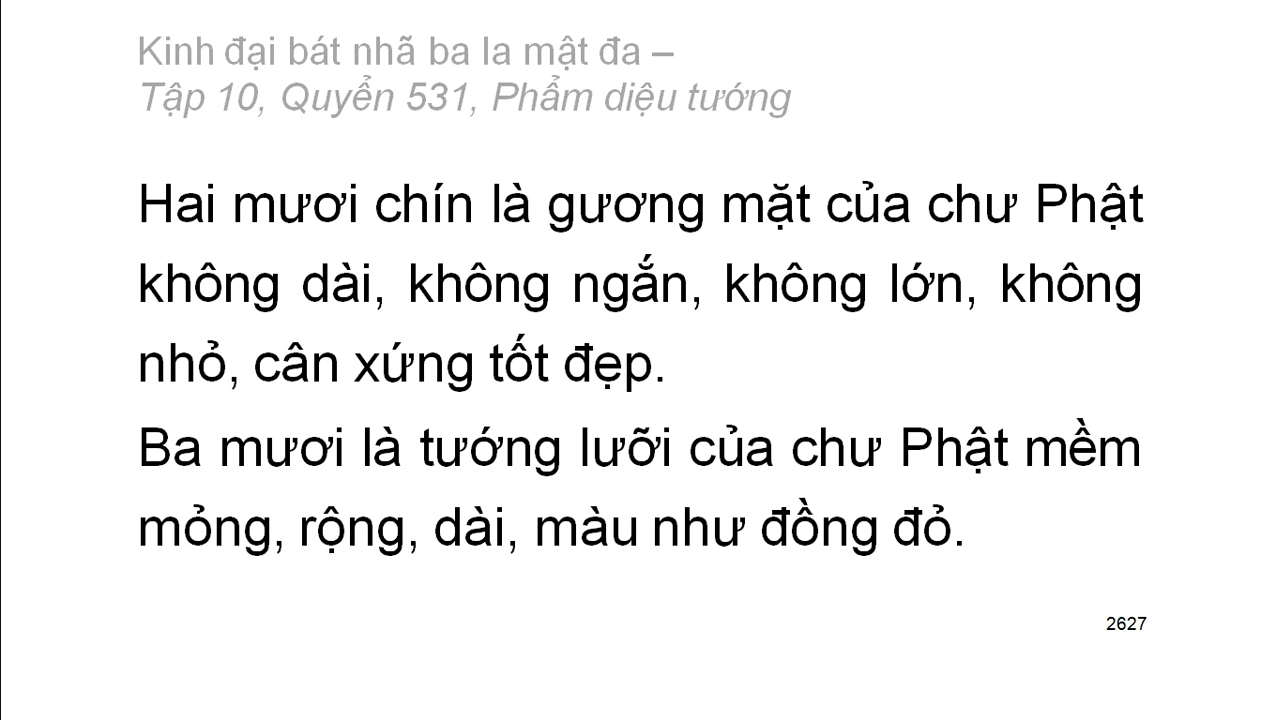 Kinh đại bát nhã ba la mật đa –
Tập 10, Quyển 531, Phẩm diệu tướng
Hai mươi chín là gương mặt của chư Phật
không dài, không ngắn, không lớn, không
nhỏ, cân xứng tốt đẹp.
Ba mươi là tướng lưỡi của chư Phật mềm
mỏng, rộng, dài, màu như đồng đỏ.
2627